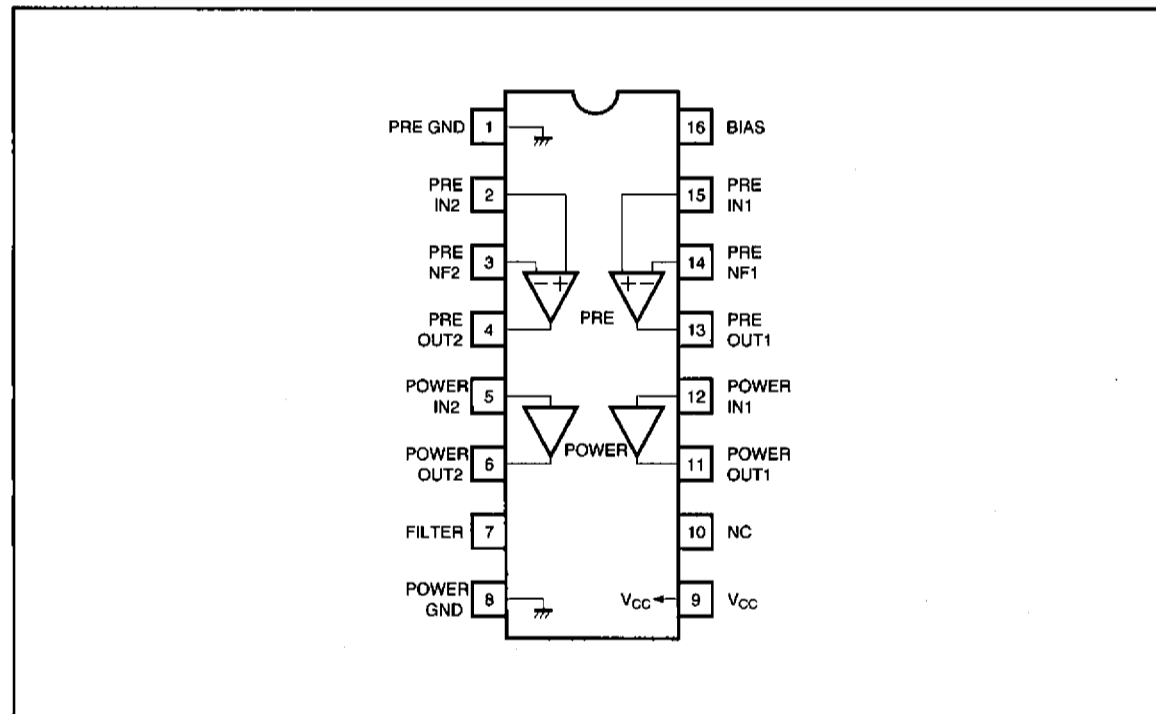 PRE GND 1
16 BIAS
PRE
IN2
2
15
PRE
IN1
PRE
NF2
3
14
PRE
NF1
− +
+ −
PRE
PRE
OUT2
4
13
PRE
OUT1
POWER
IN2
5
12
POWER
IN1
POWER
POWER
OUT2
6
11
POWER
OUT1
FILTER 7
10 NC
POWER
GND
8
VCC
9 VCC